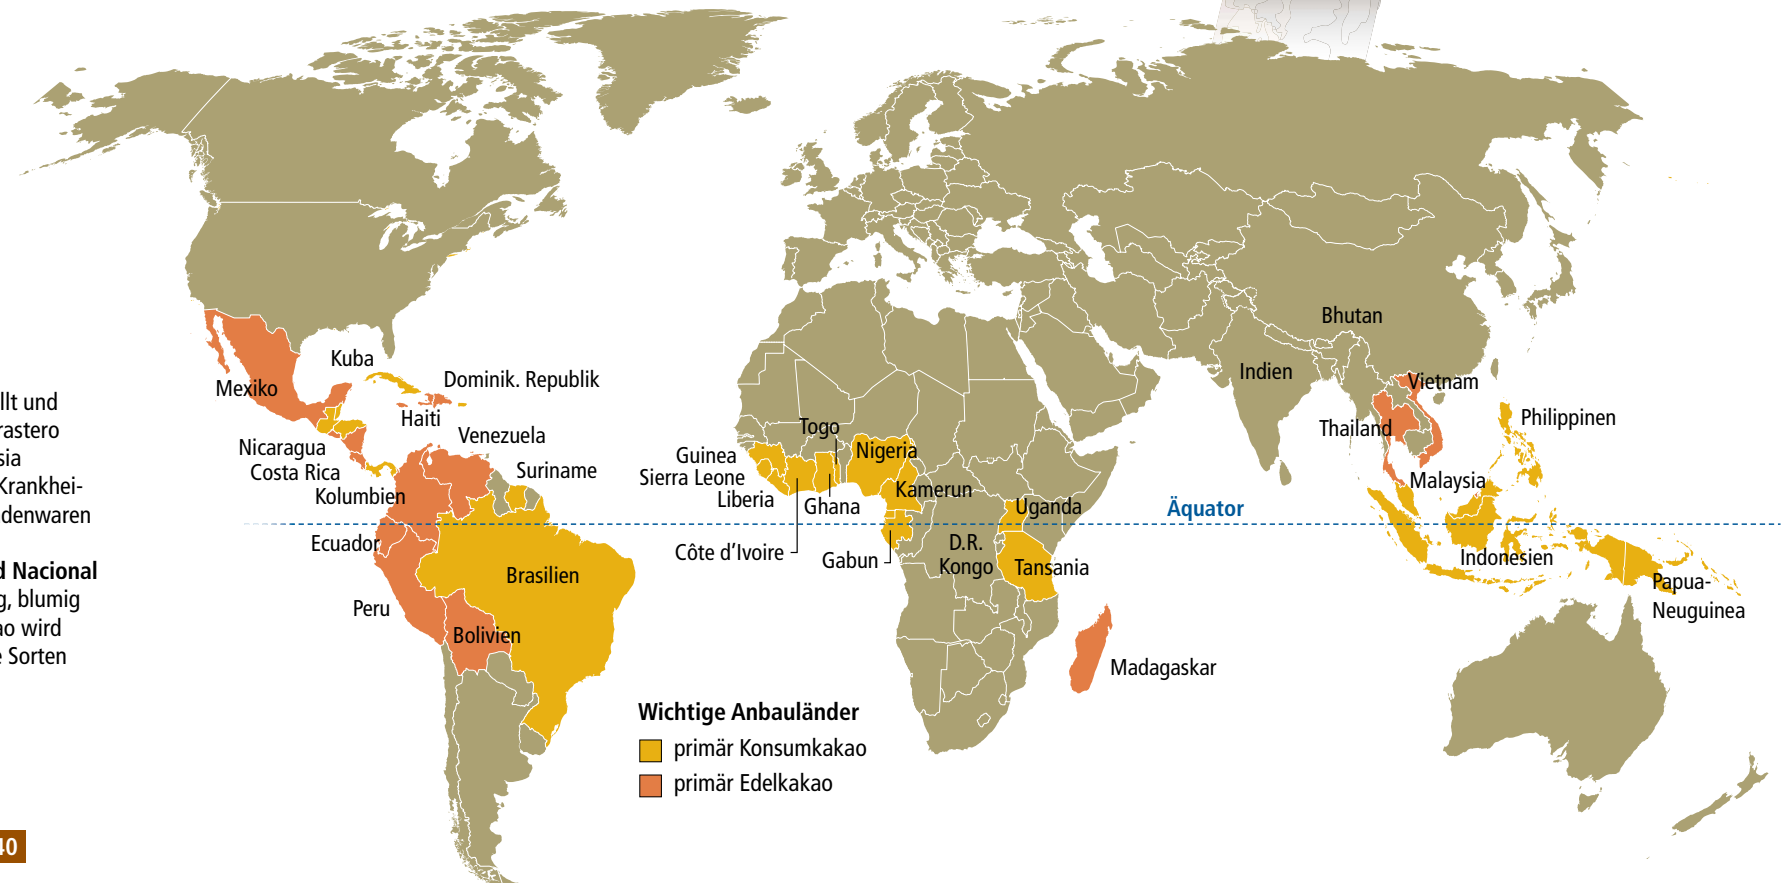 llt und
rastero
sia
Krankhei-
denwaren
d Nacional
g, blumig
ao wird
e Sorten
40
Mexiko
Kuba
Dominik. Republik
Haiti
Nicaragua
Costa Rica
Venezuela
Suriname
Kolumbien
Ecuador
Peru
Brasilien
Bolivien
Guinea
Sierra Leone
Liberia
Togo
Nigeria
Ghana
Kamerun
Côte d’Ivoire
Gabun
D.R.
Kongo
Uganda
Tansania
Madagaskar
Äquator
Bhutan
Indien
Vietnam
Thailand
Philippinen
Malaysia
Indonesien
Papua-
Neuguinea
Wichtige Anbauländer
primär Konsumkakao
primär Edelkakao